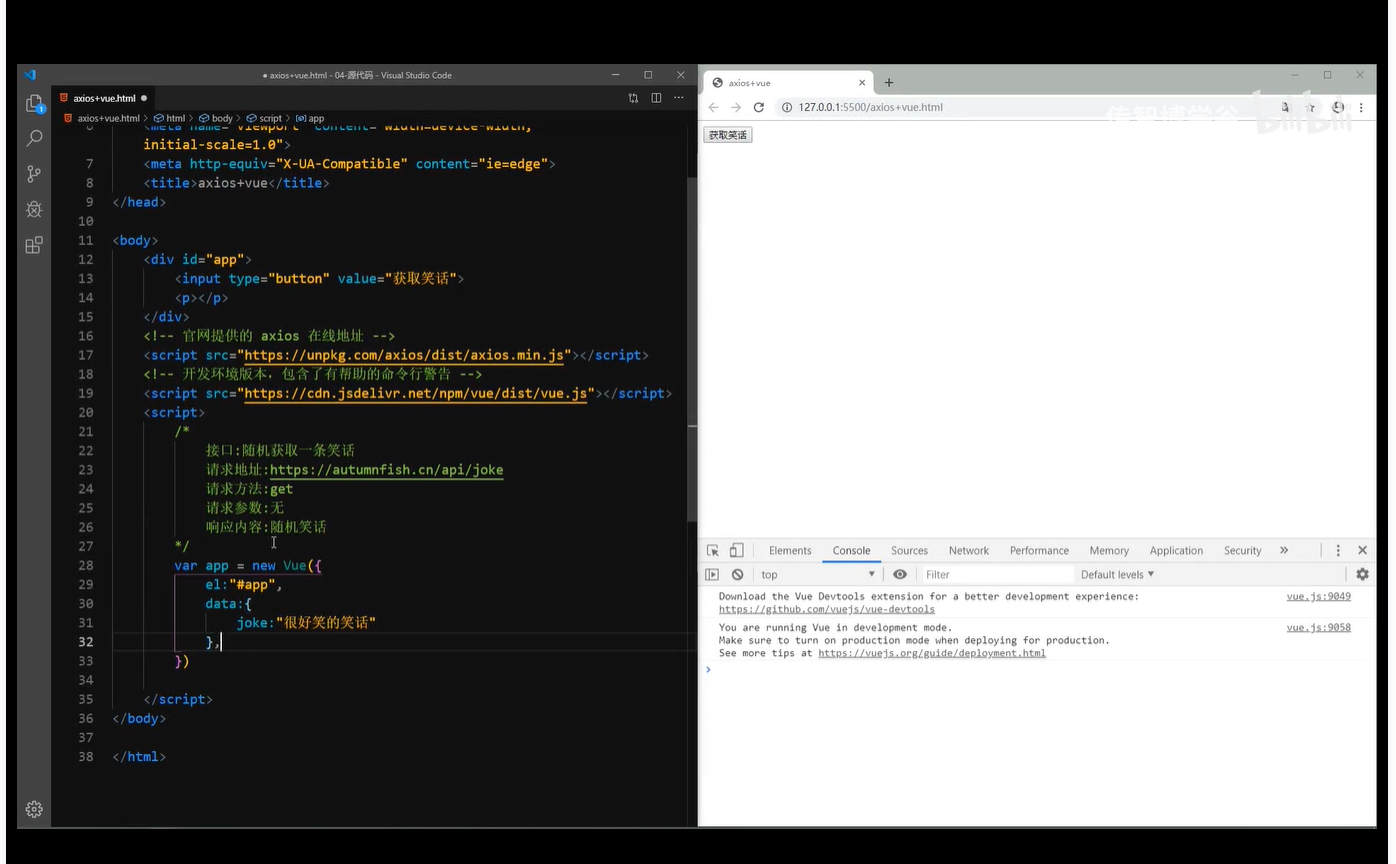 axios+vue.html - 04-源代码 - Visual Studio Code
axios+vue.html
axios+vue.html > html > body > script > app
6 <meta name="viewport" content="width=device-width,
initial-scale=1.0">
7 <meta http-equiv="X-UA-Compatible" content="ie=edge">
8 <title>axios+vue</title>
9 </head>
10
11 <body>
12 <div id="app">
13 <input type="button" value="获取笑话">
14 <p></p>
15 </div>
16 <!-- 官网提供的 axios 在线地址 -->
17 <script src="https://unpkg.com/axios/dist/axios.min.js"></script>
18 <!-- 开发环境版本，包含了有帮助的命令行警告 -->
19 <script src="https://cdn.jsdelivr.net/npm/vue/dist/vue.js"></script>
20 <script>
21 /*
22 接口:随机获取一条笑话
23 请求地址:https://autumnfish.cn/api/joke
24 请求方法:get
25 请求参数:无
26 响应内容:随机笑话
27 */
28 var app = new Vue({
29 el:"#app",
30 data:{
31 joke:"很好笑的笑话"
32 },
33 })
34
35 </script>
36 </body>
37
38 </html>
1
axios+vue
127.0.0.1:5500/axios+vue.html
传智博学谷 bilibili
获取笑话
Elements Console Sources Network Performance Memory Application Security »
top Filter Default levels
Download the Vue Devtools extension for a better development experience: vue.js:9049
https://github.com/vuejs/vue-devtools
You are running Vue in development mode. vue.js:9058
Make sure to turn on production mode when deploying for production.
See more tips at https://vuejs.org/guide/deployment.html
>